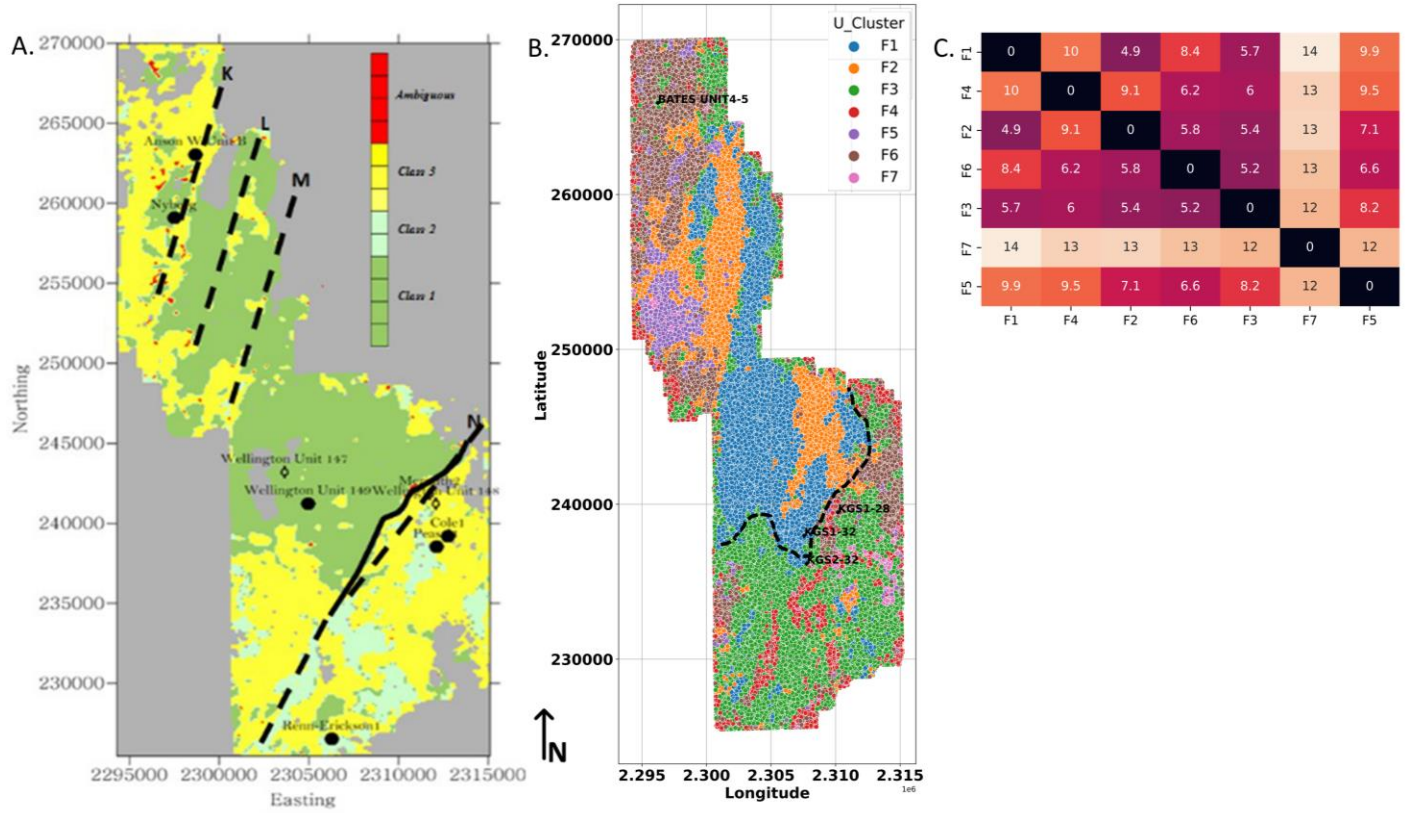 A.
270000
265000
260000
255000
250000
245000
240000
235000
230000
Northing
2295000 2300000 2305000 2310000 2315000
Easting
K
L
M
N
Anson W. Unit B
Nyberg
Wellington Unit 147
Wellington Unit 149
Wellington Unit 148
Cole1
Renn-Erickson1
Ambiguous
Class 3
Class 2
Class 1
N
B.
270000
260000
250000
240000
230000
Latitude
2.295 2.300 2.305 2.310 2.315
1e6
Longitude
U_Cluster
F1
F2
F3
F4
F5
F6
F7
BATES UNIT4-5
KGS1-28
KGS1-32
KGS2-32
C.
F1 0 10 4.9 8.4 5.7 14 9.9
F4 10 0 9.1 6.2 6 13 9.5
F2 4.9 9.1 0 5.8 5.4 13 7.1
F6 8.4 6.2 5.8 0 5.2 13 6.6
F3 5.7 6 5.4 5.2 0 12 8.2
F7 14 13 13 13 12 0 12
F5 9.9 9.5 7.1 6.6 8.2 12 0
F1 F4 F2 F6 F3 F7 F5